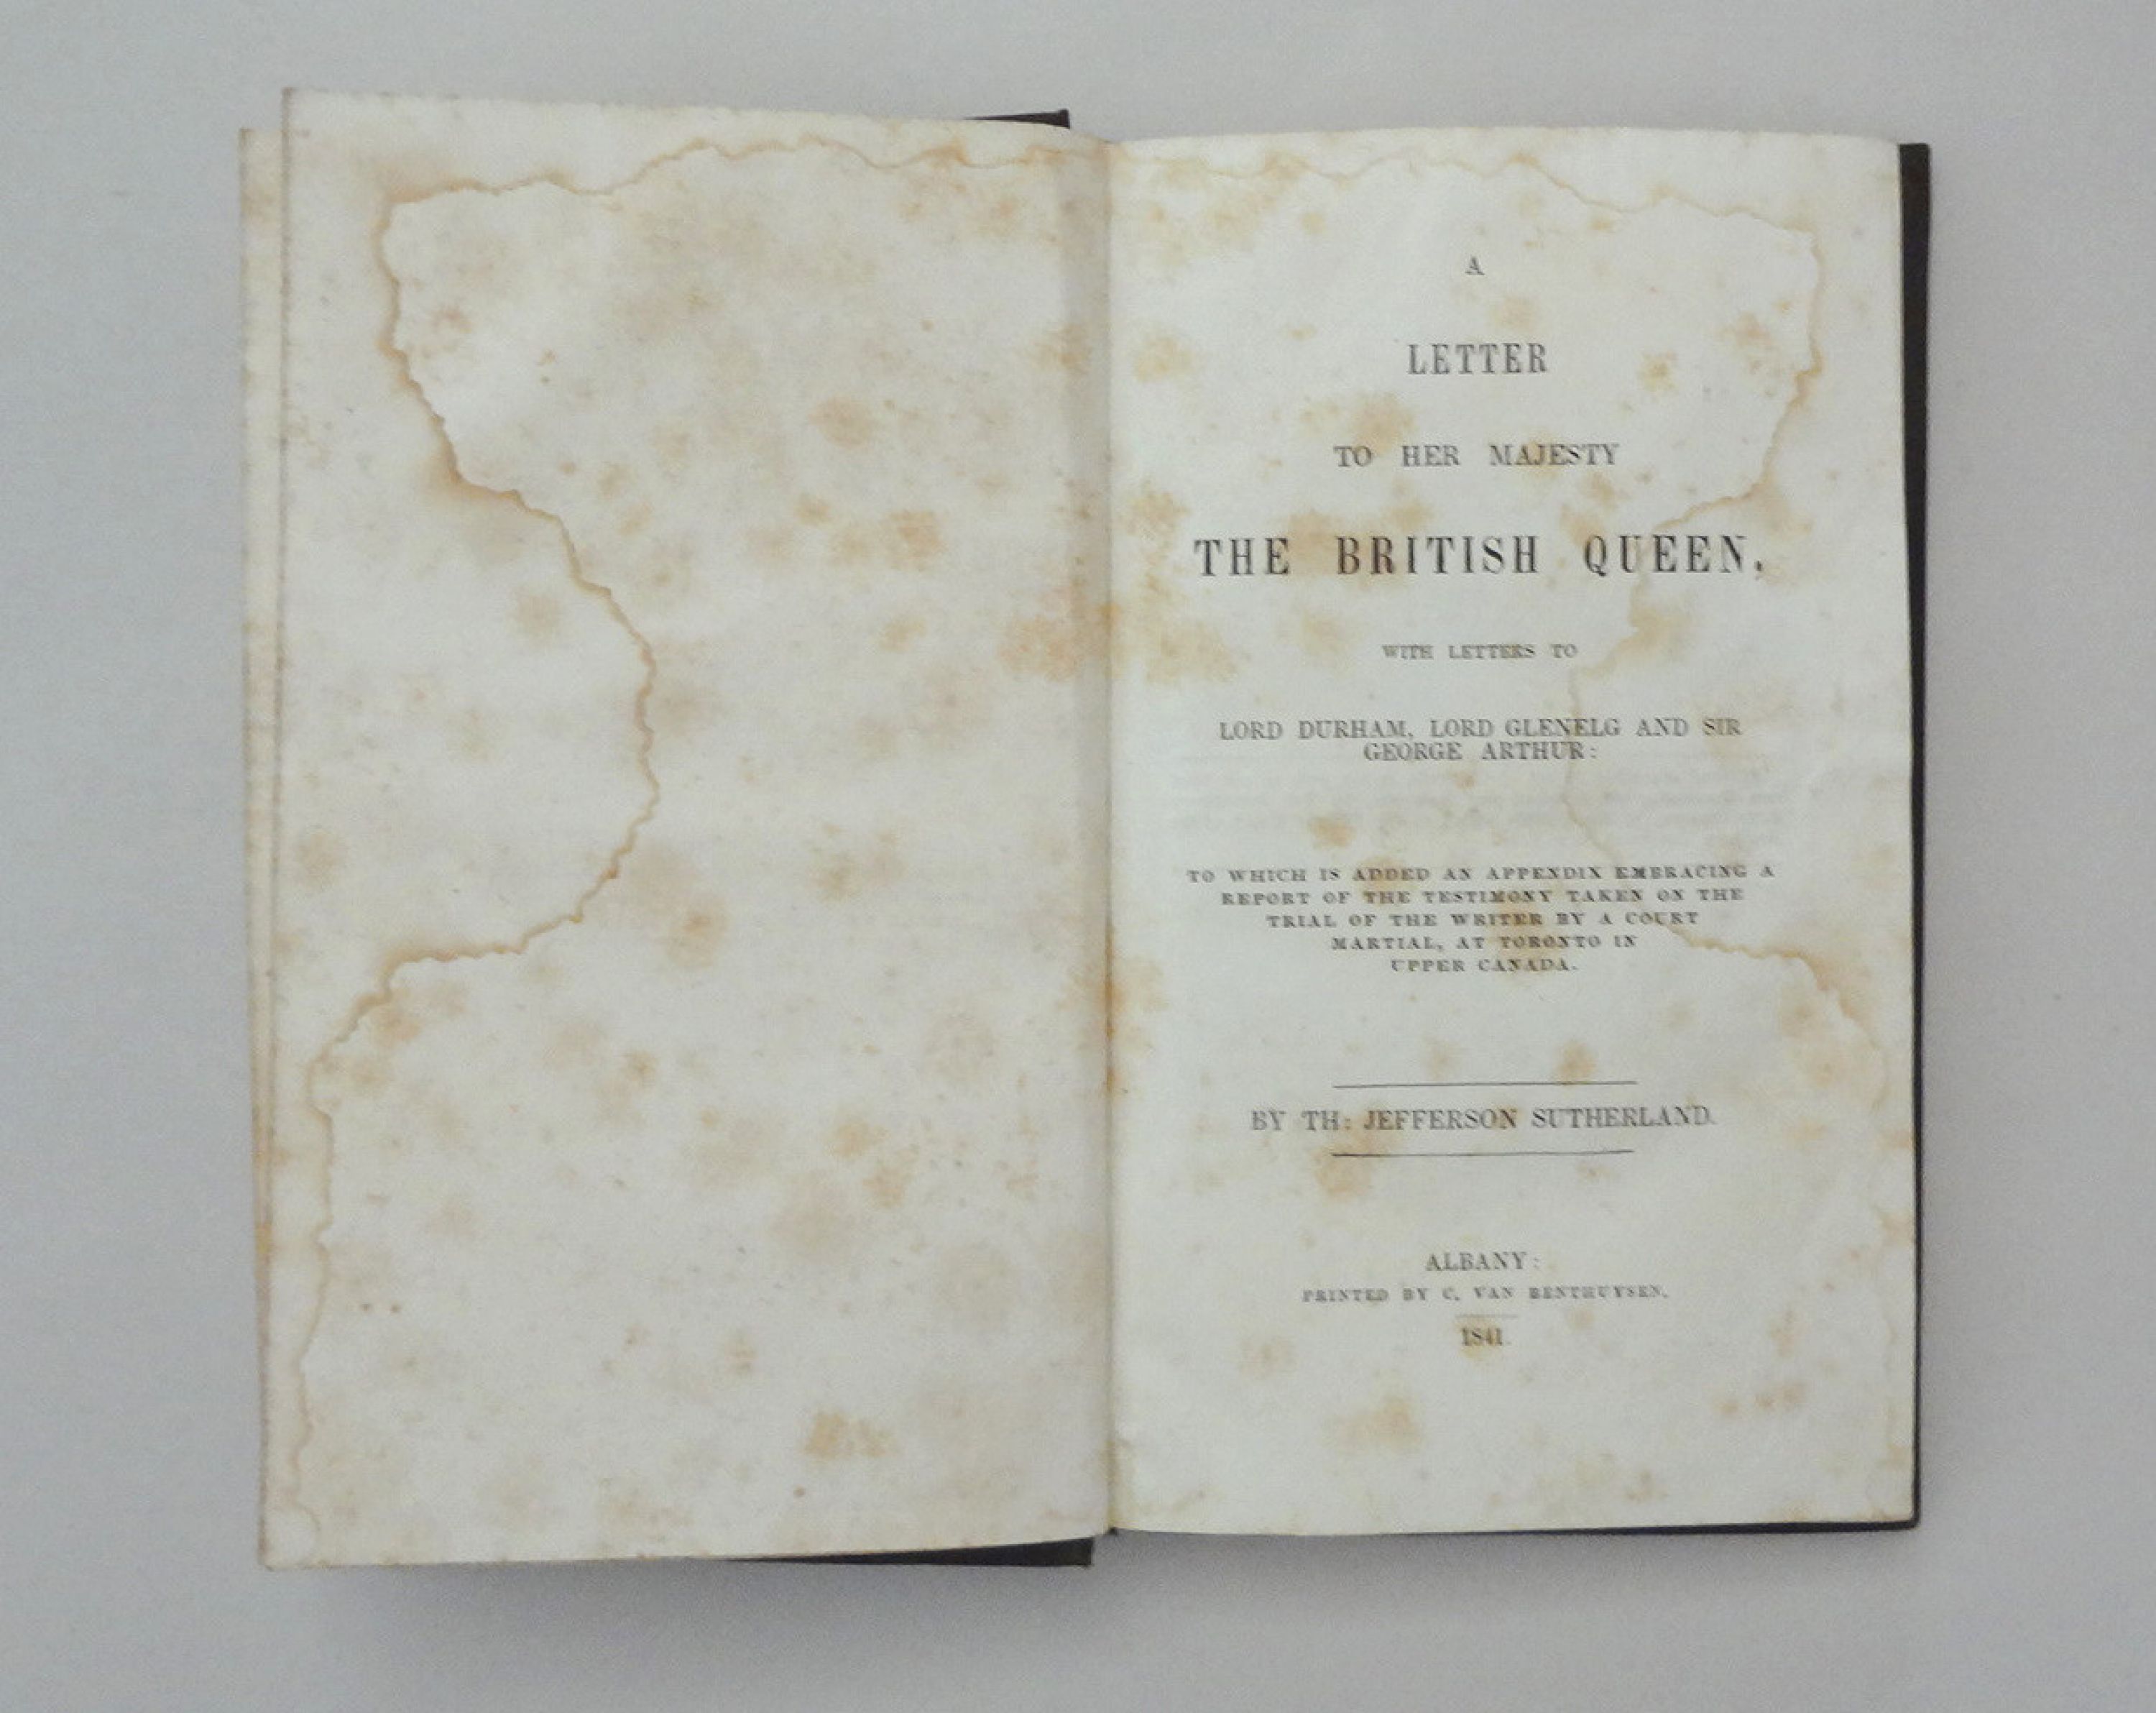 A
LETTER
TO HER MAJESTY
THE BRITISH QUEEN,
WITH LETTERS TO
LORD DURHAM, LORD GLENELG AND SIR
GEORGE ARTHUR:
TO WHICH IS ADDED AN APPENDIX EMBRACING A
REPORT OF THE TESTIMONY TAKEN ON THE
TRIAL OF THE WRITER BY A COURT
MARTIAL, AT TORONTO IN
UPPER CANADA.
BY TH: JEFFERSON SUTHERLAND.
ALBANY:
PRINTED BY C. VAN BENTHUYSEN.
1841.